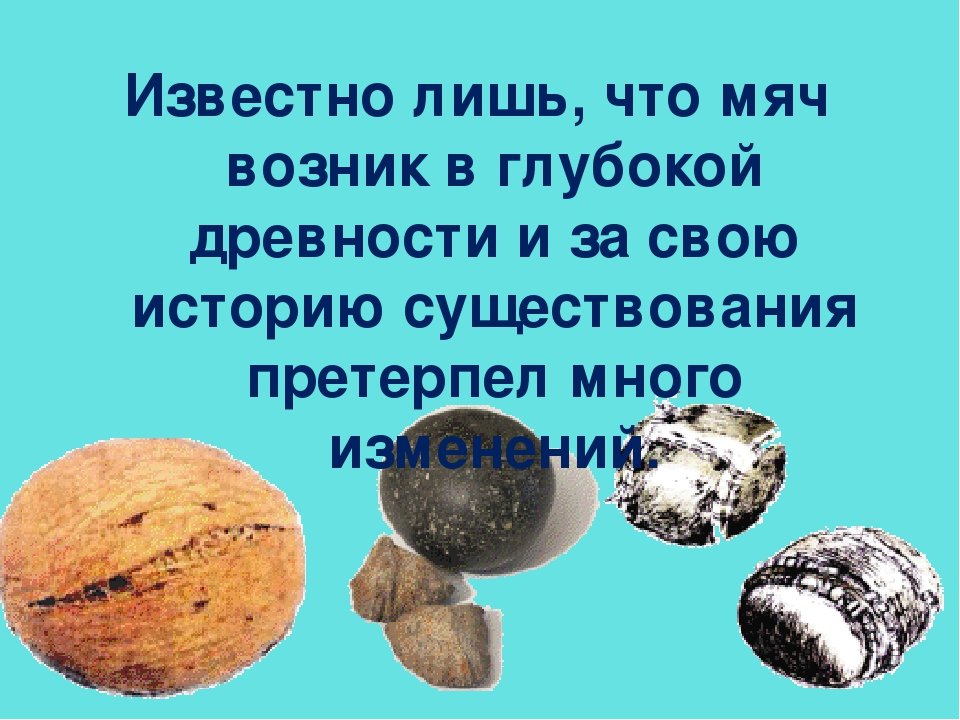 Известно лишь, что мяч
возник в глубокой
древности и за свою
историю существования
претерпел много
изменений.